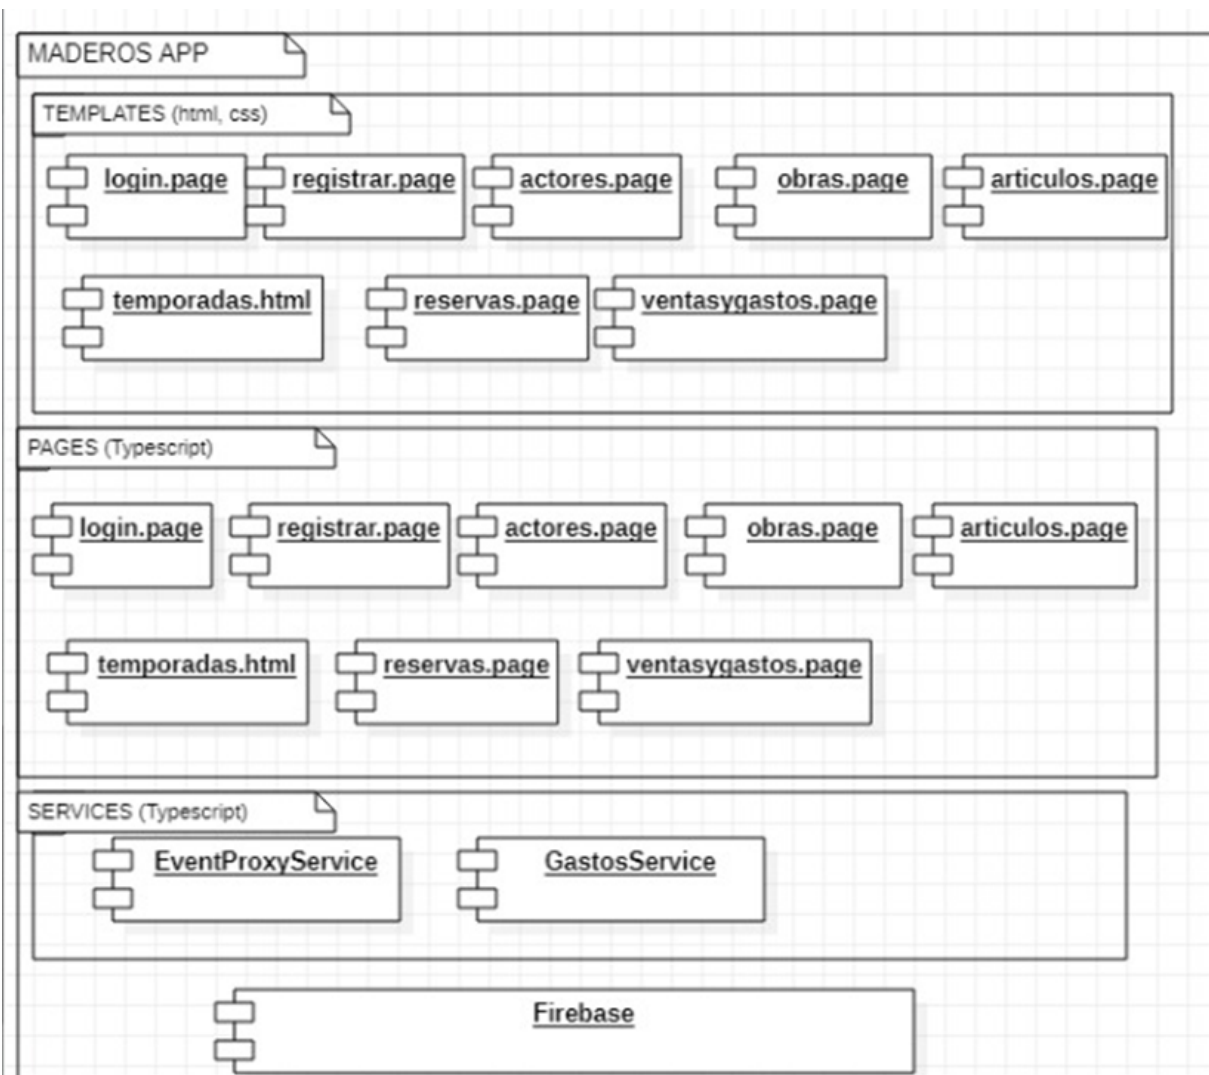 MADEROS APP
TEMPLATES (html, css)
login.page
registrar.page
actores.page
obras.page
articulos.page
temporadas.html
reservas.page
ventasygastos.page
PAGES (Typescript)
login.page
registrar.page
actores.page
obras.page
articulos.page
temporadas.html
reservas.page
ventasygastos.page
SERVICES (Typescript)
EventProxyService
GastosService
Firebase